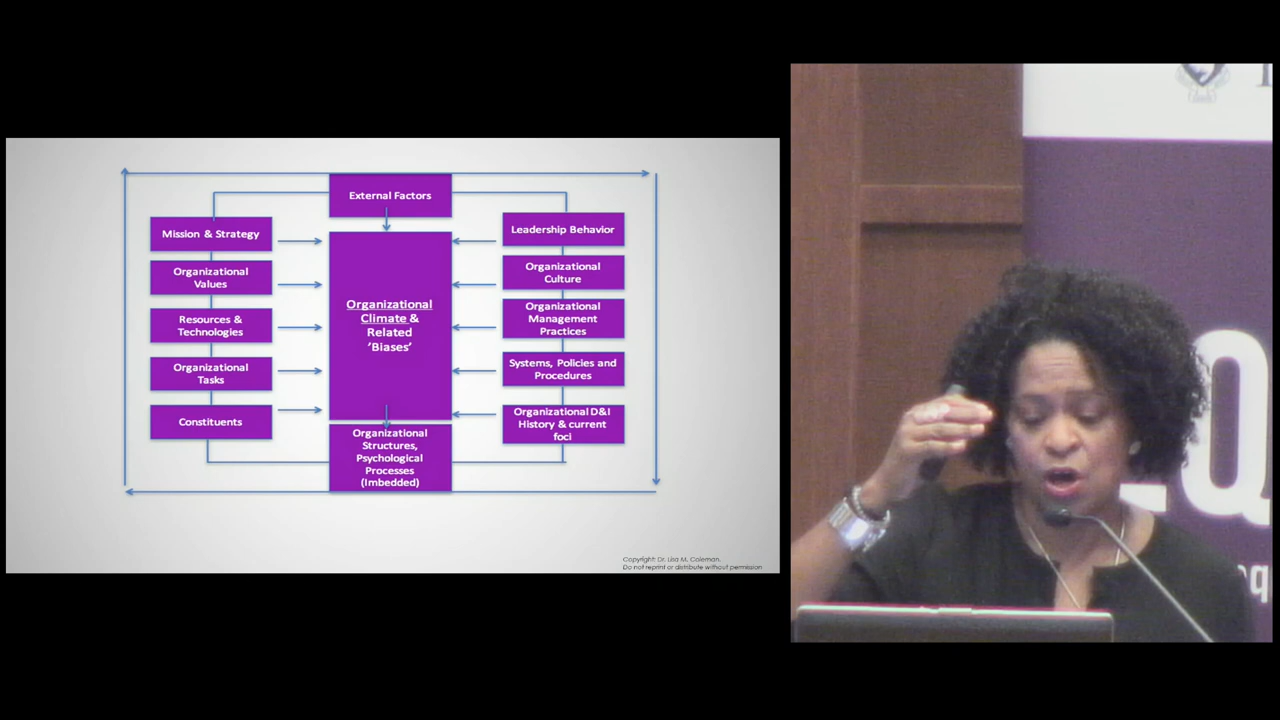 External Factors
Mission & Strategy
Organizational
Values
Resources &
Technologies
Organizational
Tasks
Constituents
Organizational
Climate &
Related
‘Biases’
Leadership Behavior
Organizational
Culture
Organizational
Management
Practices
Systems, Policies and
Procedures
Organizational D&I
History & current
foci
Organizational
Structures,
Psychological
Processes
(Imbedded)
Copyright: Dr. Lisa M. Coleman.
Do not reprint or distribute without permission